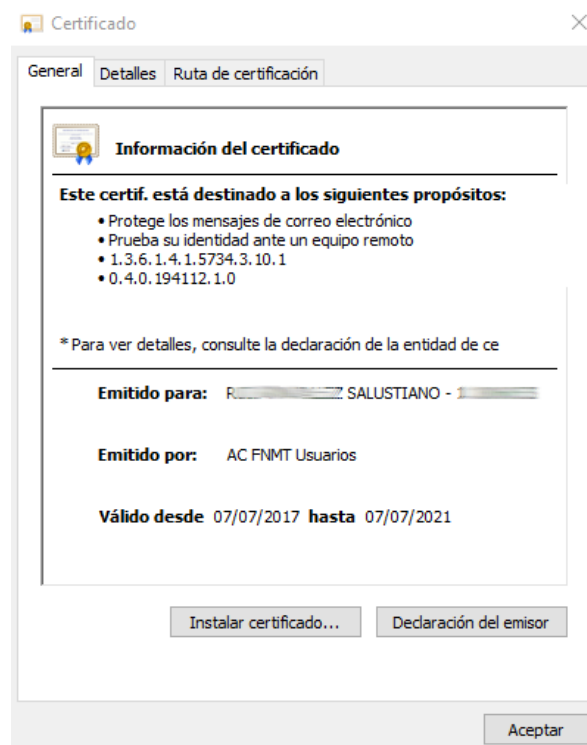 Certificado
General Detalles Ruta de certificación
Información del certificado
Este certif. está destinado a los siguientes propósitos:
• Protege los mensajes de correo electrónico
• Prueba su identidad ante un equipo remoto
• 1.3.6.1.4.1.5734.3.10.1
• 0.4.0.194112.1.0
* Para ver detalles, consulte la declaración de la entidad de ce
Emitido para: SALUSTIANO -
Emitido por: AC FNMT Usuarios
Válido desde 07/07/2017 hasta 07/07/2021
Instalar certificado... Declaración del emisor
Aceptar